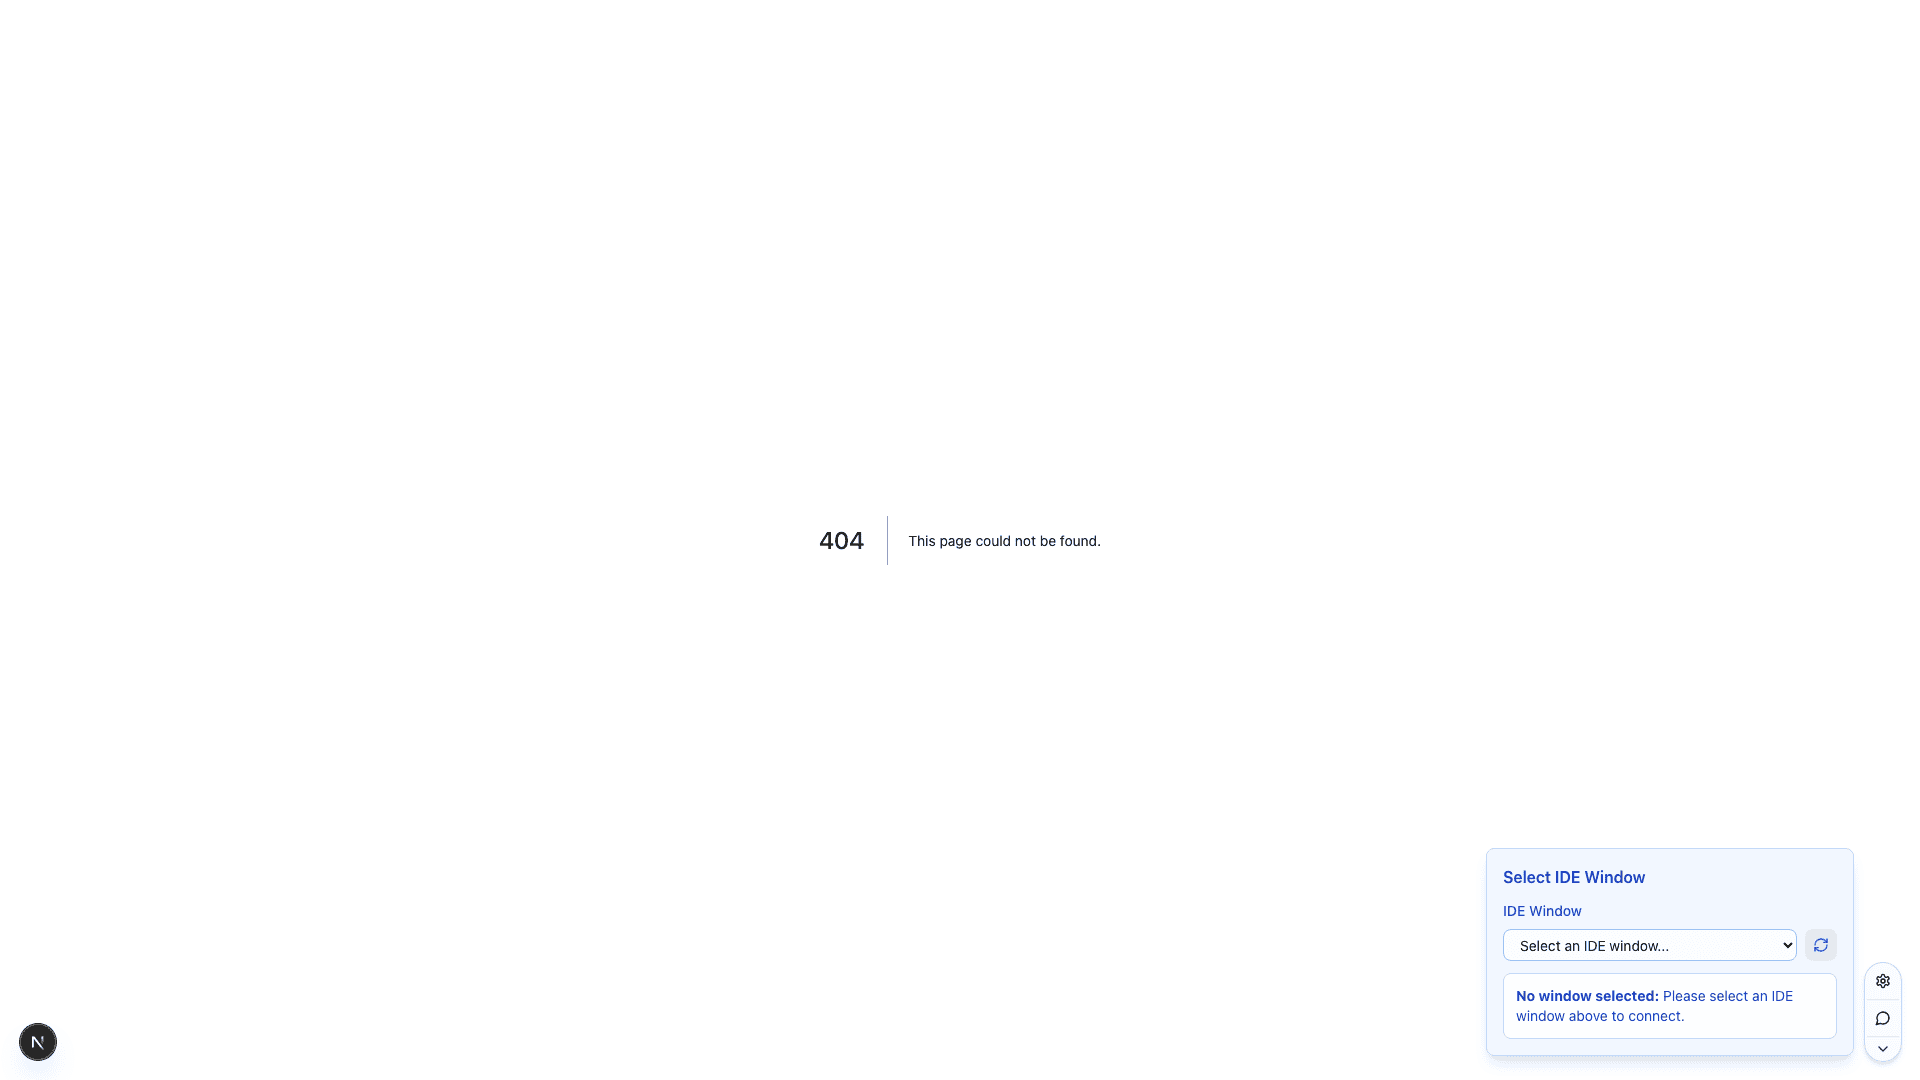 404
This page could not be found.
Select IDE Window
IDE Window
Select an IDE window...
No window selected: Please select an IDE
window above to connect.
N